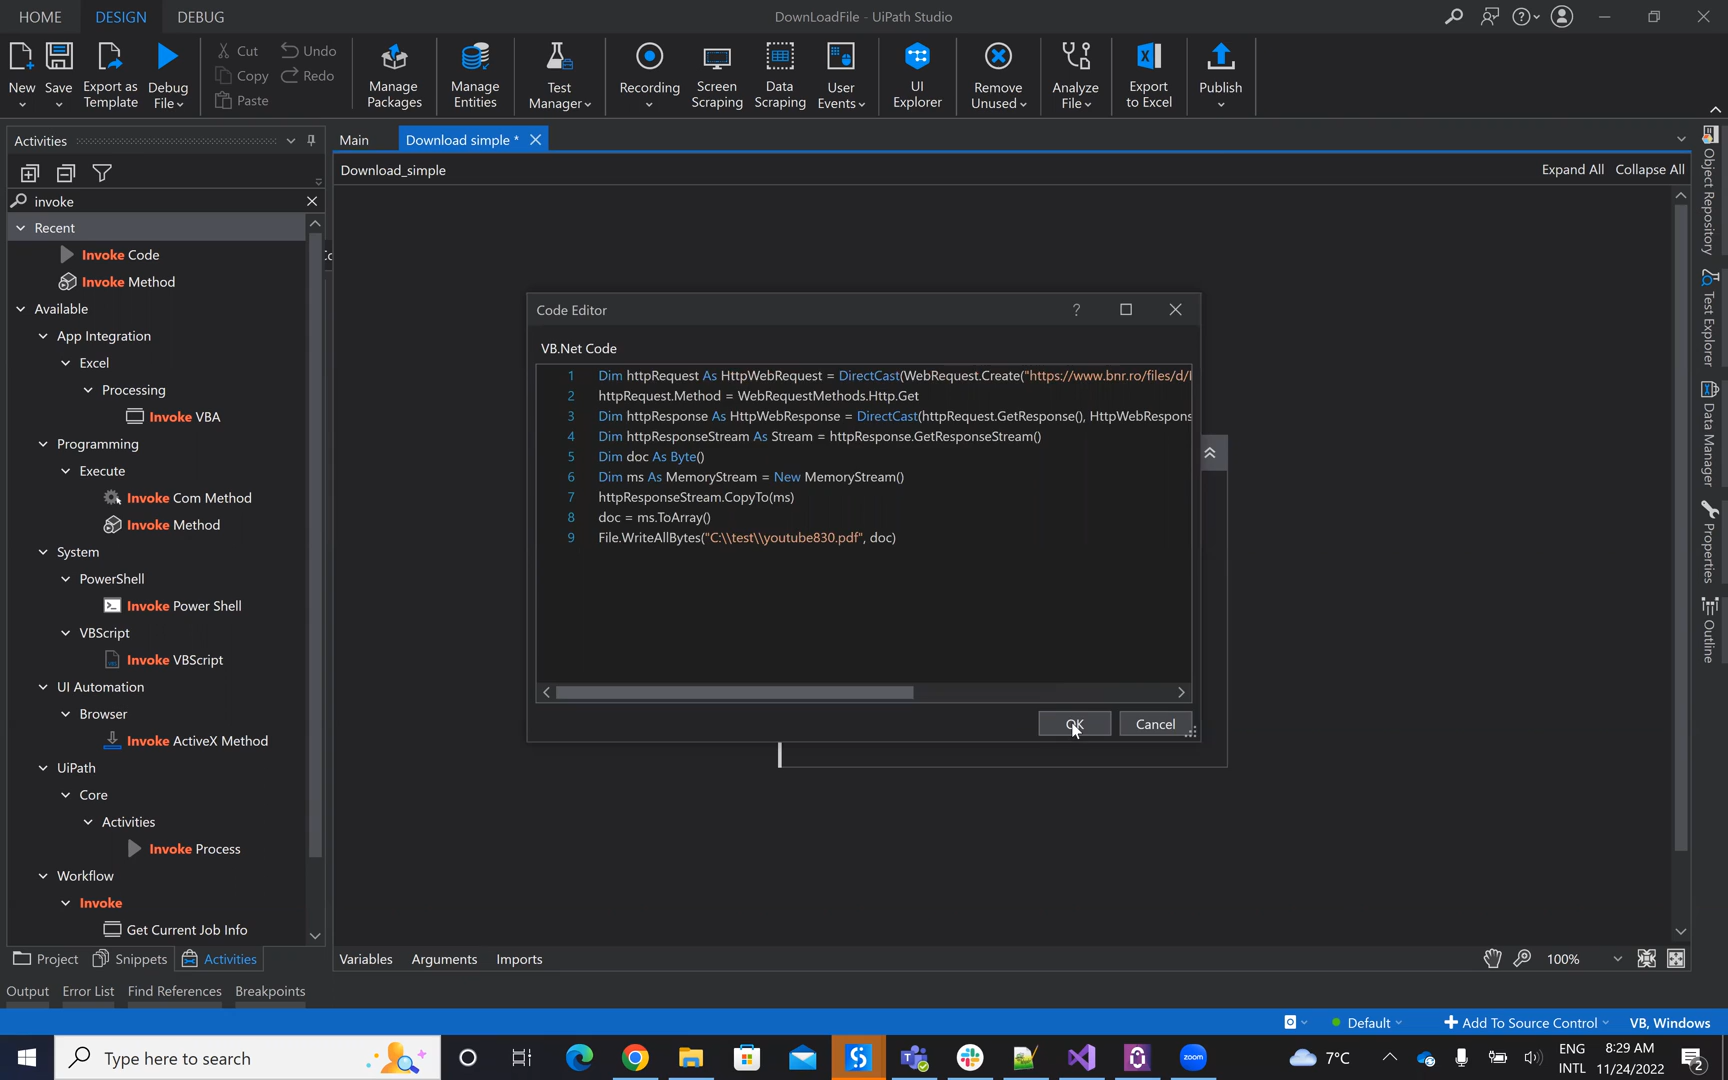 HOME DESIGN DEBUG DownLoadFile - UiPath Studio
New Save Export as Template Debug File Cut Copy Paste Undo Redo Manage Packages Manage Entities Test Manager Recording Screen Scraping Data Scraping User Events UI Explorer Remove Unused Analyze File Export to Excel Publish
Activities
Main Download simple *
Download_simple Expand All Collapse All
invoke
Recent
Invoke Code
Invoke Method
Available
App Integration
Excel
Processing
Invoke VBA
Programming
Execute
Invoke Com Method
Invoke Method
System
PowerShell
Invoke Power Shell
VBScript
Invoke VBScript
UI Automation
Browser
Invoke ActiveX Method
UiPath
Core
Activities
Invoke Process
Workflow
Invoke
Get Current Job Info
Code Editor ?
VB.Net Code
1 Dim httpRequest As HttpWebRequest = DirectCast(WebRequest.Create("https://www.bnr.ro/files/d/
2 httpRequest.Method = WebRequestMethods.Http.Get
3 Dim httpResponse As HttpWebResponse = DirectCast(httpRequest.GetResponse(), HttpWebRespons
4 Dim httpResponseStream As Stream = httpResponse.GetResponseStream()
5 Dim doc As Byte()
6 Dim ms As MemoryStream = New MemoryStream()
7 httpResponseStream.CopyTo(ms)
8 doc = ms.ToArray()
9 File.WriteAllBytes("C:\\test\\youtube830.pdf", doc)
OK Cancel
Object Repository
Test Explorer
Data Manager
Properties
Outline
Project Snippets Activities
Variables Arguments Imports 100%
Output Error List Find References Breakpoints
Default Add To Source Control VB, Windows
Type here to search
zoom
7°C
ENG
INTL
8:29 AM
11/24/2022
2